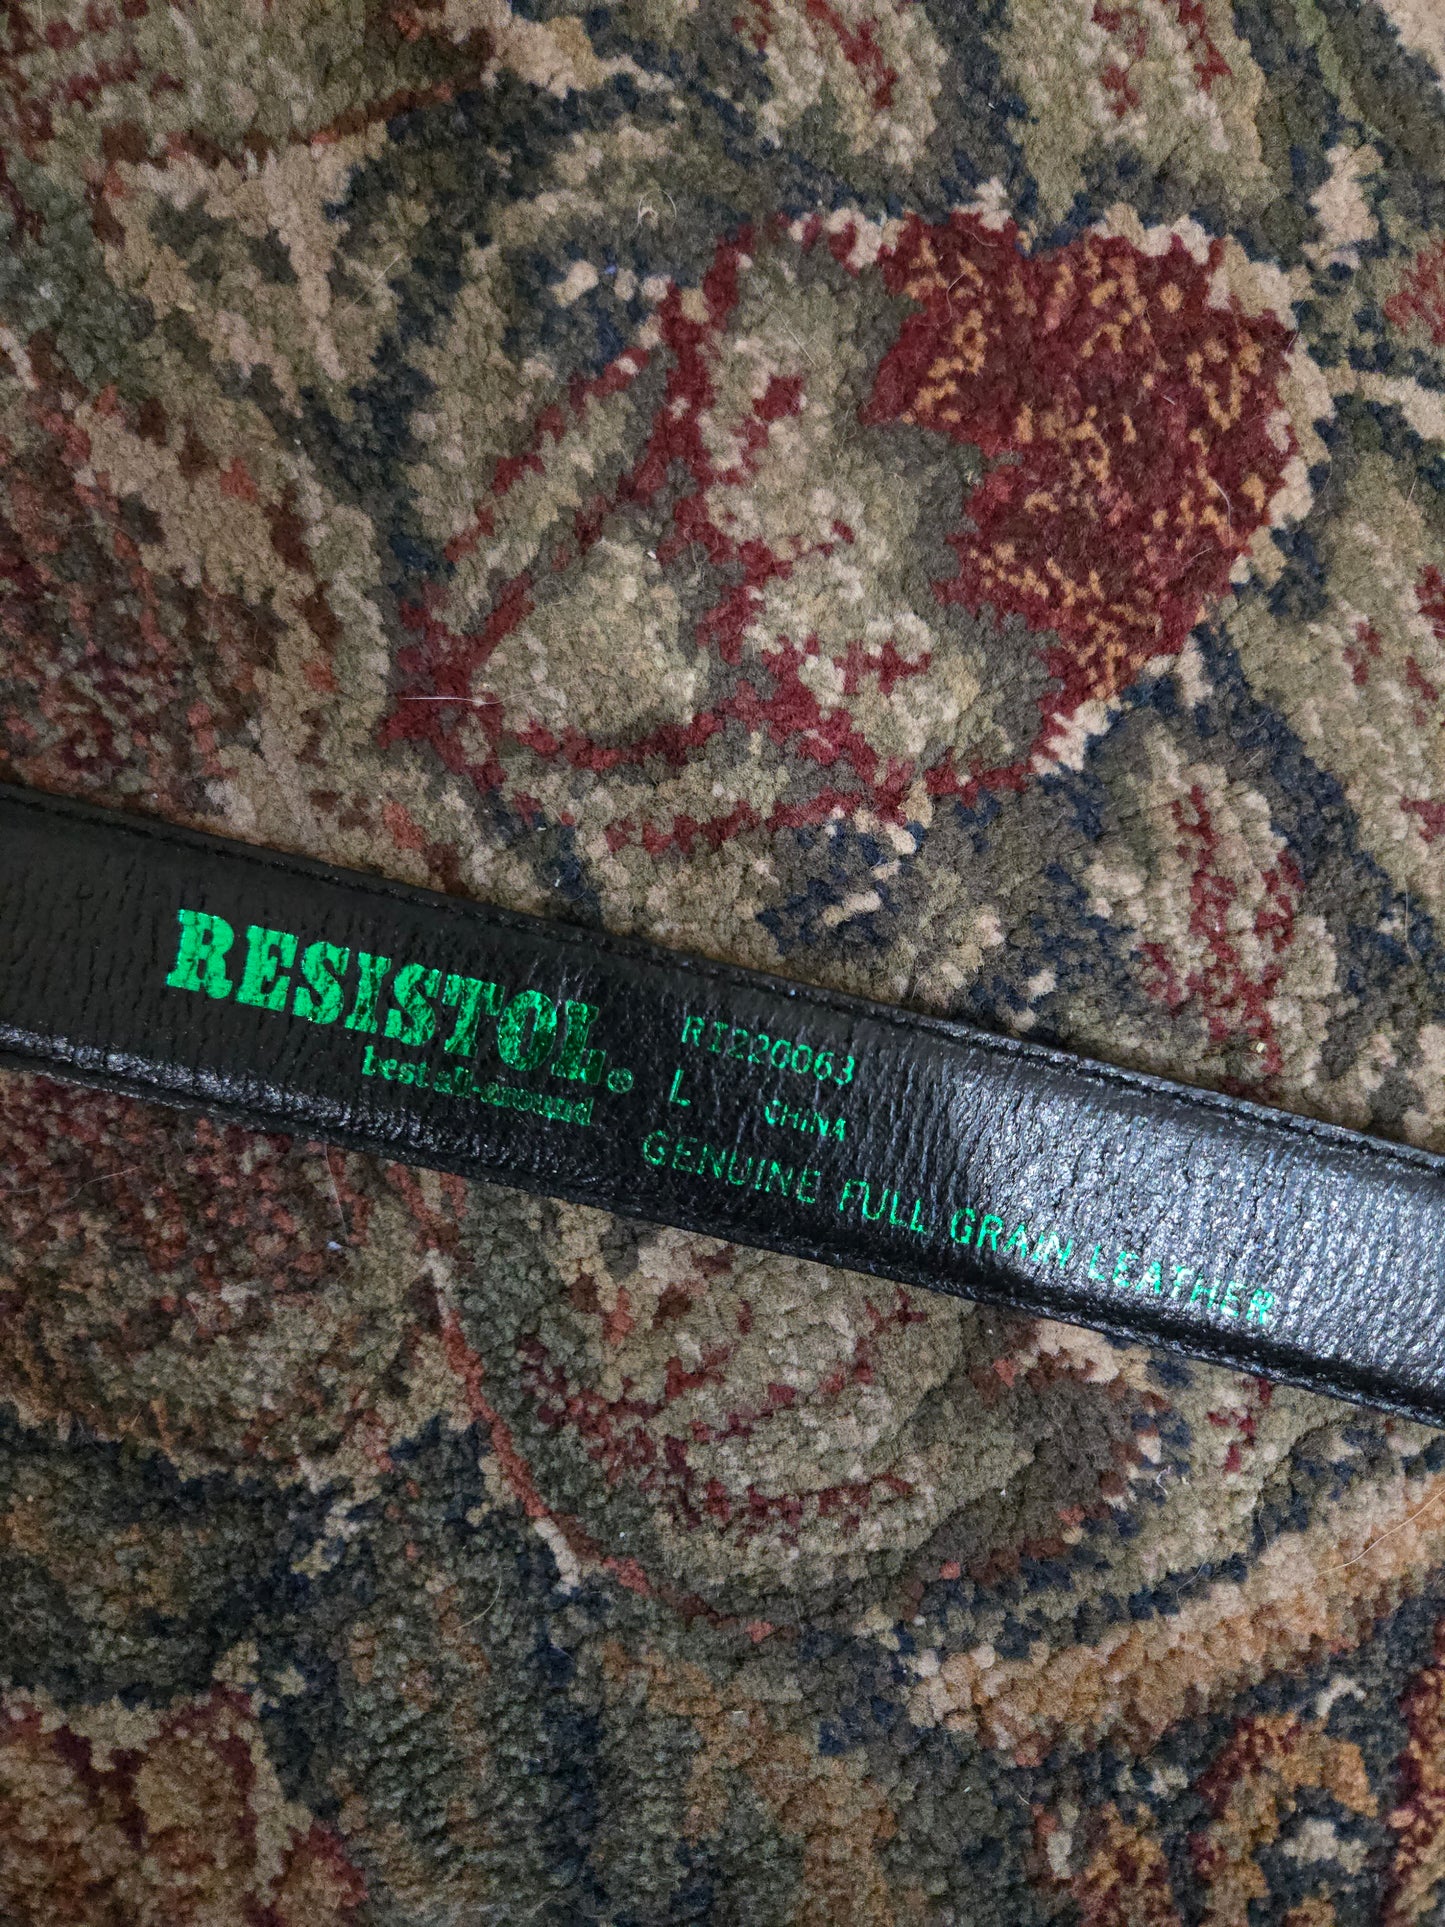 RESISTOL®
best all-around
RI220063
L CHINA
GENUINE FULL GRAIN LEATHER